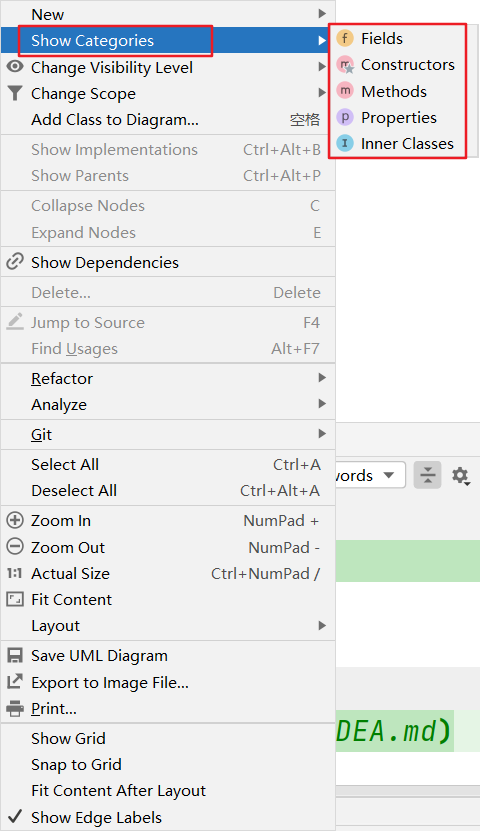 New
Show Categories
Change Visibility Level
Change Scope
Add Class to Diagram... 空格
Show Implementations Ctrl+Alt+B
Show Parents Ctrl+Alt+P
Collapse Nodes C
Expand Nodes E
Show Dependencies
Delete... Delete
Jump to Source F4
Find Usages Alt+F7
Refactor
Analyze
Git
Select All Ctrl+A
Deselect All Ctrl+Alt+A
Zoom In NumPad +
Zoom Out NumPad -
1:1 Actual Size Ctrl+NumPad /
Fit Content
Layout
Save UML Diagram
Export to Image File...
Print...
Show Grid
Snap to Grid
Fit Content After Layout
Show Edge Labels
f Fields
m Constructors
m Methods
p Properties
I Inner Classes
words
DEA.md)